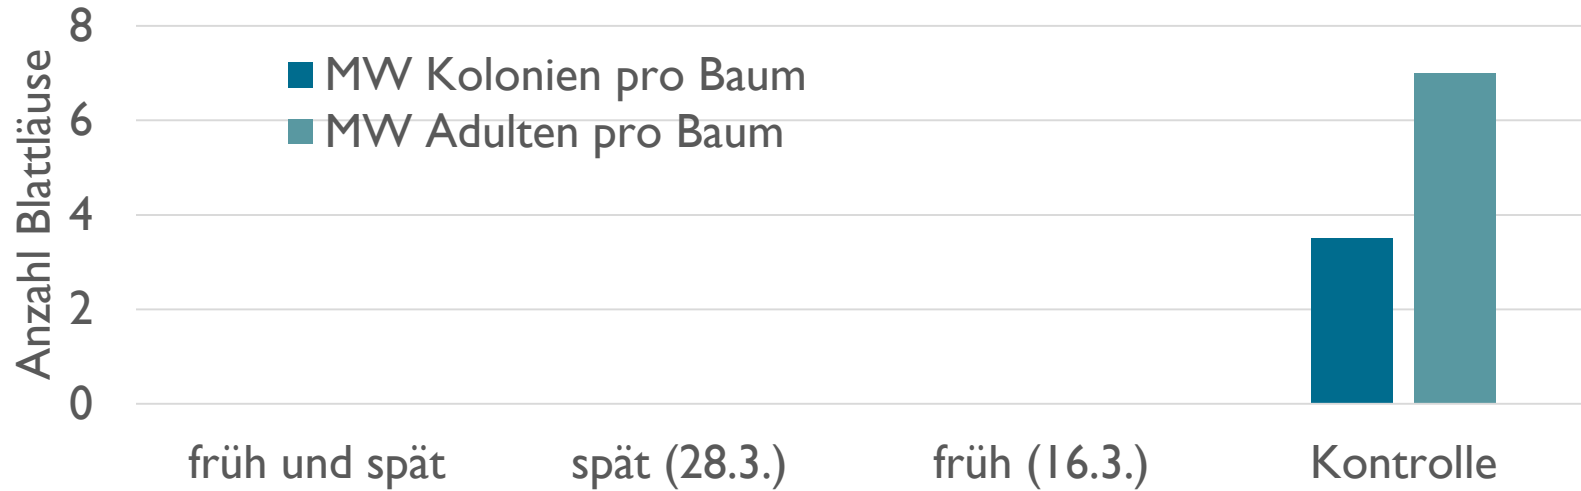 Anzahl Blattläuse
8
6
4
2
0
MW Kolonien pro Baum
MW Adulten pro Baum
früh und spät
spät (28.3.)
früh (16.3.)
Kontrolle